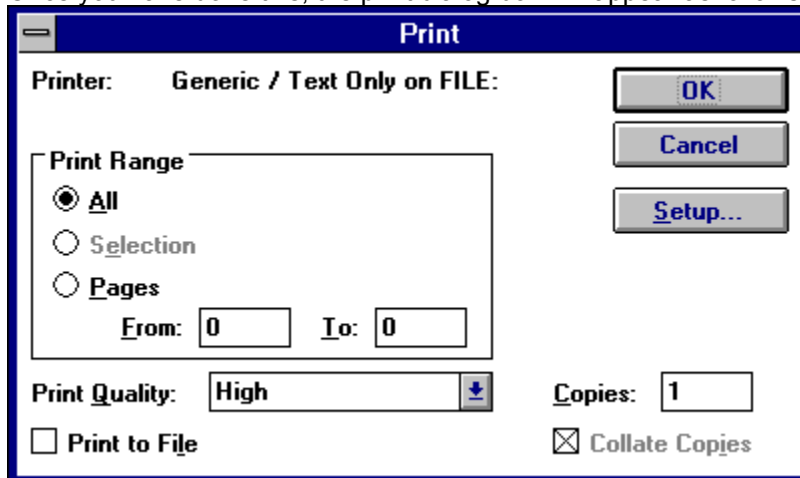 Print
Printer: Generic / Text Only on FILE:
OK
Cancel
Setup...
Print Range
All
Selection
Pages
From: 0 To: 0
Print Quality: High
Copies: 1
Print to File
Collate Copies